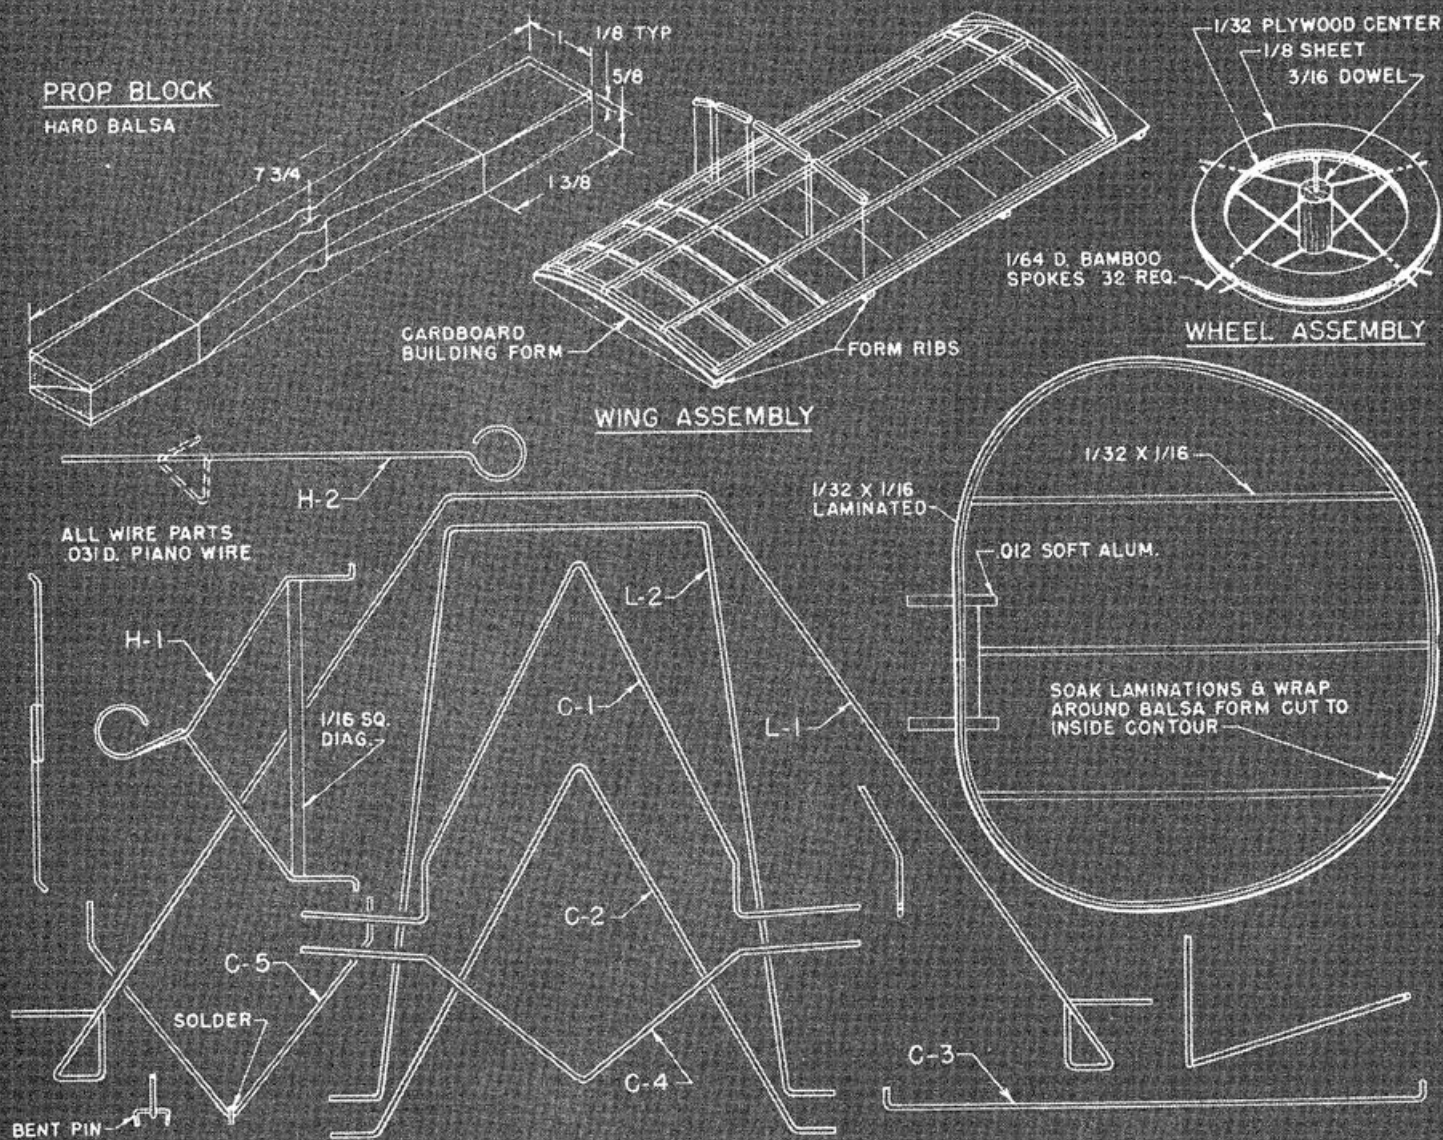 PROP BLOCK
HARD BALSA
1
1/8 TYP
5/8
1 3/8
7 3/4
CARDBOARD
BUILDING FORM
FORM RIBS
WING ASSEMBLY
1/32 PLYWOOD CENTER
1/8 SHEET
3/16 DOWEL
1/64 D. BAMBOO
SPOKES 32 REQ.
WHEEL ASSEMBLY
H-2
ALL WIRE PARTS
.031 D. PIANO WIRE
H-1
1/16 SQ.
DIAG.
L-2
C-1
L-1
C-2
C-5
SOLDER
C-4
BENT PIN
C-3
1/32 X 1/16
1/32 X 1/16
LAMINATED
.012 SOFT ALUM.
SOAK LAMINATIONS & WRAP
AROUND BALSA FORM CUT TO
INSIDE CONTOUR